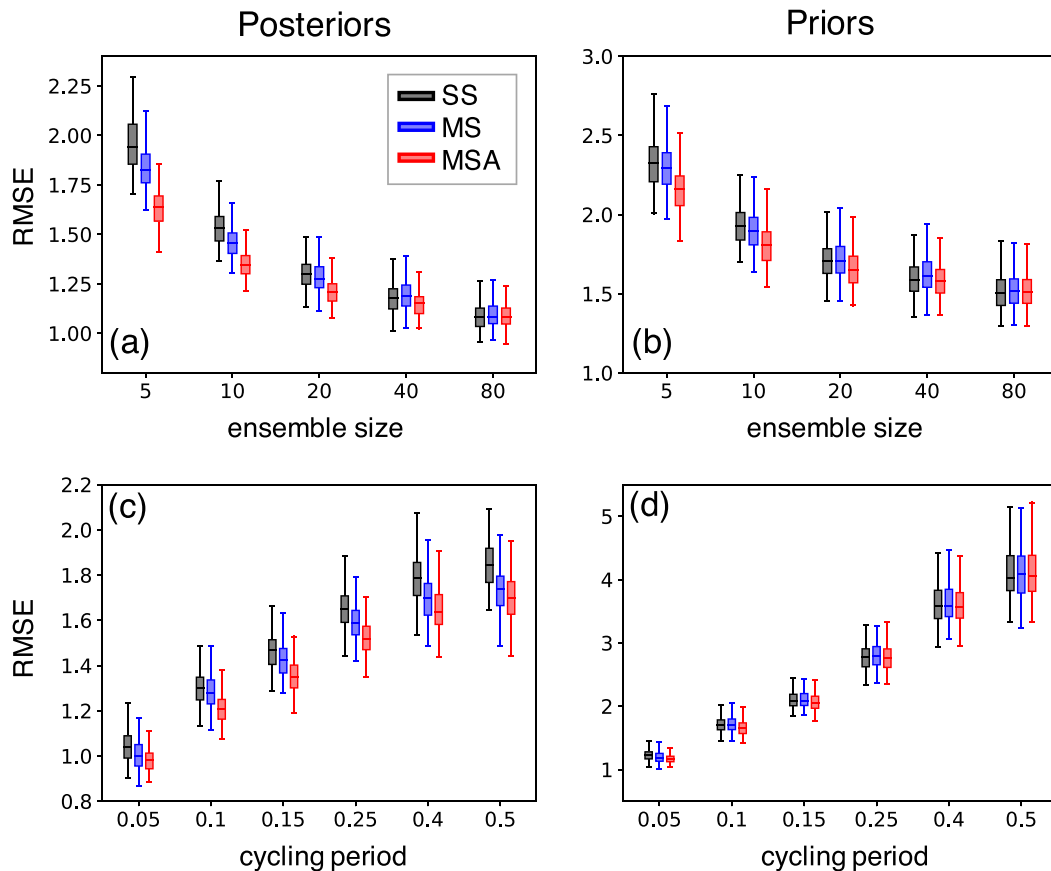 Posteriors
Priors
2.25
2.00
1.75
1.50
1.25
1.00
RMSE
SS
MS
MSA
(a)
5 10 20 40 80
ensemble size
3.0
2.5
2.0
1.5
1.0
(b)
5 10 20 40 80
ensemble size
2.2
2.0
1.8
1.6
1.4
1.2
1.0
0.8
RMSE
(c)
0.05 0.1 0.15 0.25 0.4 0.5
cycling period
5
4
3
2
1
(d)
0.05 0.1 0.15 0.25 0.4 0.5
cycling period